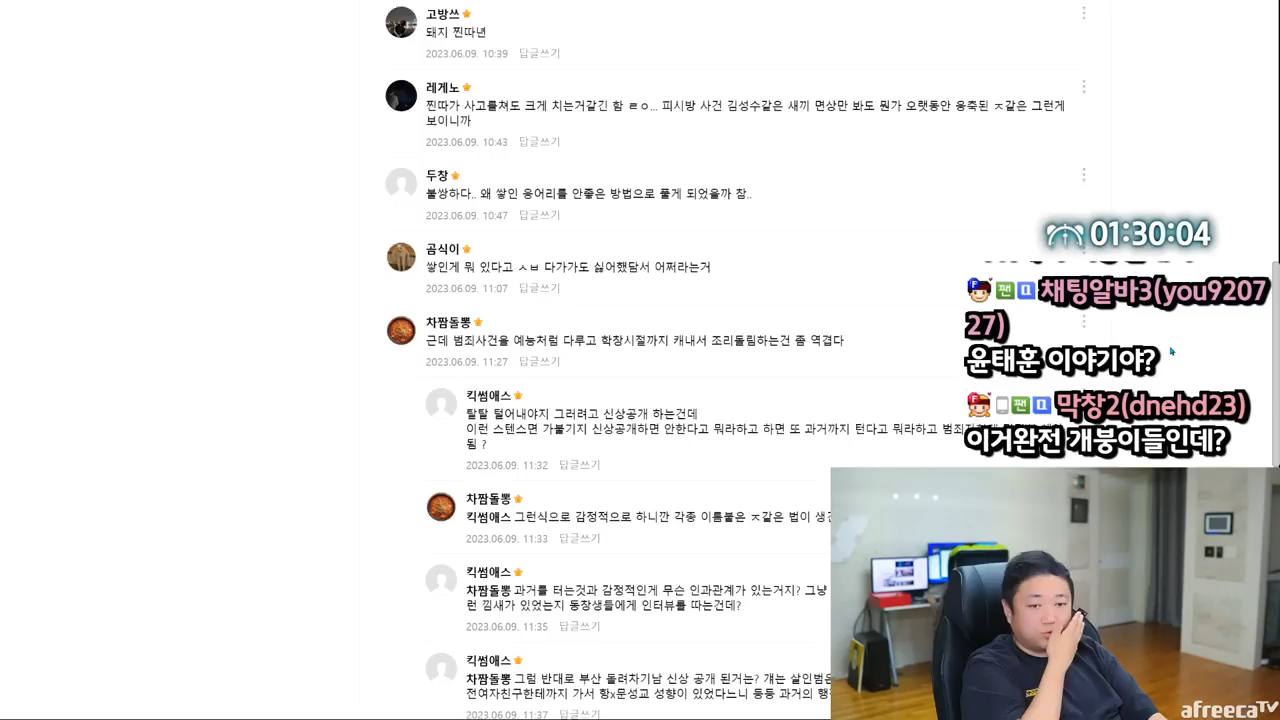 고방쓰
돼지 찐따년
2023.06.09. 10:39 답글쓰기
레게노
찐따가 사고를쳐도 크게 치는거같긴 함 ㄹㅇ... 피시방 사건 김성수같은 새끼 면상만 봐도 뭔가 오랫동안 응축된 ㅈ같은 그런게
보이니까
2023.06.09. 10:43 답글쓰기
두창
불쌍하다.. 왜 쌓인 응어리를 안좋은 방법으로 풀게 되었을까 참..
2023.06.09. 10:47 답글쓰기
곰식이
쌓인게 뭐 있다고 ㅅㅂ 다가가도 싫어했담서 어쩌라는거
2023.06.09. 11:07 답글쓰기
차짬돌뽕
근데 범죄사건을 예능처럼 다루고 학창시절까지 캐내서 조리돌림하는건 좀 역겹다
2023.06.09. 11:27 답글쓰기
킥썸애스
탈탈 털어내야지 그러려고 신상공개 하는건데
이런 스텐스면 가불기지 신상공개하면 안한다고 뭐라하고 하면 또 과거까지 턴다고 뭐라하고
됨 ?
2023.06.09. 11:32 답글쓰기
차짬돌뽕
킥썸애스 그런식으로 감정적으로 하니깐 각종 이름붙은 ㅈ같은 법이
2023.06.09. 11:33 답글쓰기
킥썸애스
차짬돌뽕 과거를 터는것과 감정적인게 무슨 인과관계가 있는거지? 그냥
런 낌새가 있었는지 동창생들에게 인터뷰를 따는건데?
2023.06.09. 11:35 답글쓰기
킥썸애스
차짬돌뽕 그럼 반대로 부산 돌려차기남 신상 공개 된거는? 걔는 살인범은
전여자친구한테까지 가서 항x문성교 성향이 있었다느니 등등 과거의
2023.06.09. 11:37 답글쓰기
01:30:04
채팅알바3(you9207
27)
윤태훈 이야기야?
막창2(dnehd23)
이거완전 개붕이들인데?
afreecaTV